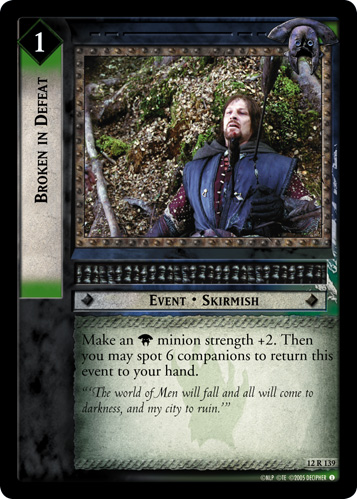 1
BROKEN IN DEFEAT
EVENT • SKIRMISH
Make an minion strength +2. Then
you may spot 6 companions to return this
event to your hand.
“‘The world of Men will fall and all will come to
darkness, and my city to ruin.’”
12 R 139
©NLP ©TE ©2005 DECIPHER